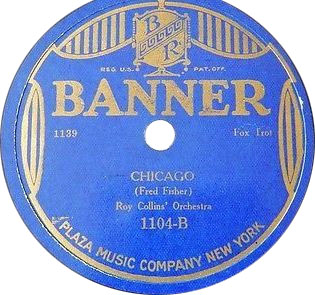 B
R
REG. U.S. PAT. OFF.
BANNER
1139 Fox Trot
CHICAGO
(Fred Fisher)
Roy Collins' Orchestra
1104-B
PLAZA MUSIC COMPANY NEW YORK